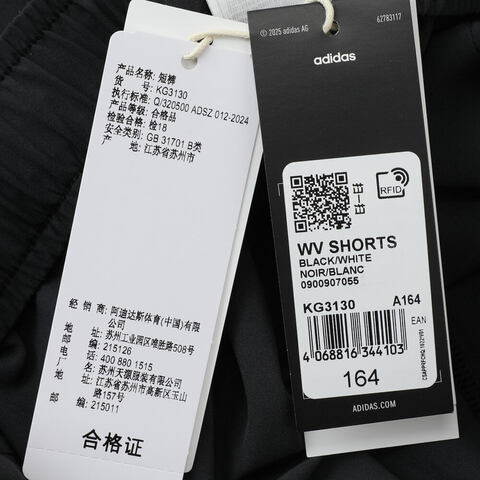 产品名称: 短裤
货 号: KG3130
执行标准: Q/320500 ADSZ 012-2024
产品等级: 合格品
检验合格: 检18
安全类别: GB 31701 B类
产 地: 江苏省苏州市
经 销 商: 阿迪达斯体育(中国)有限
公司
地 址: 苏州工业园区唯胜路508号
邮 编: 215126
电 话: 400 880 1515
苏州天源服装有限公司
地 址: 江苏省苏州市高新区玉山
路157号
邮 编: 215011
合格证
© 2025 adidas AG
62783117
adidas
RFID
WV SHORTS
BLACK/WHITE
NOIR/BLANC
0900907055
KG3130 A164
EAN
4 068816 344103
164
ADIDAS.COM